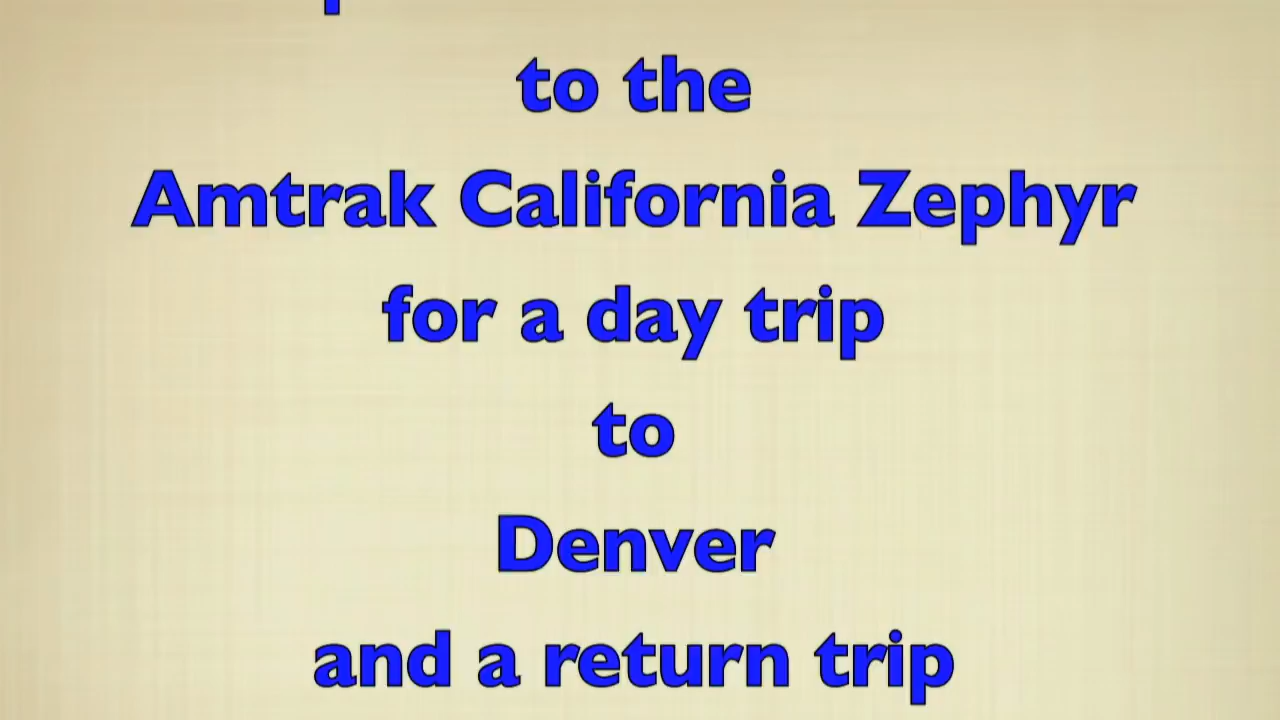 to the
Amtrak California Zephyr
for a day trip
to
Denver
and a return trip